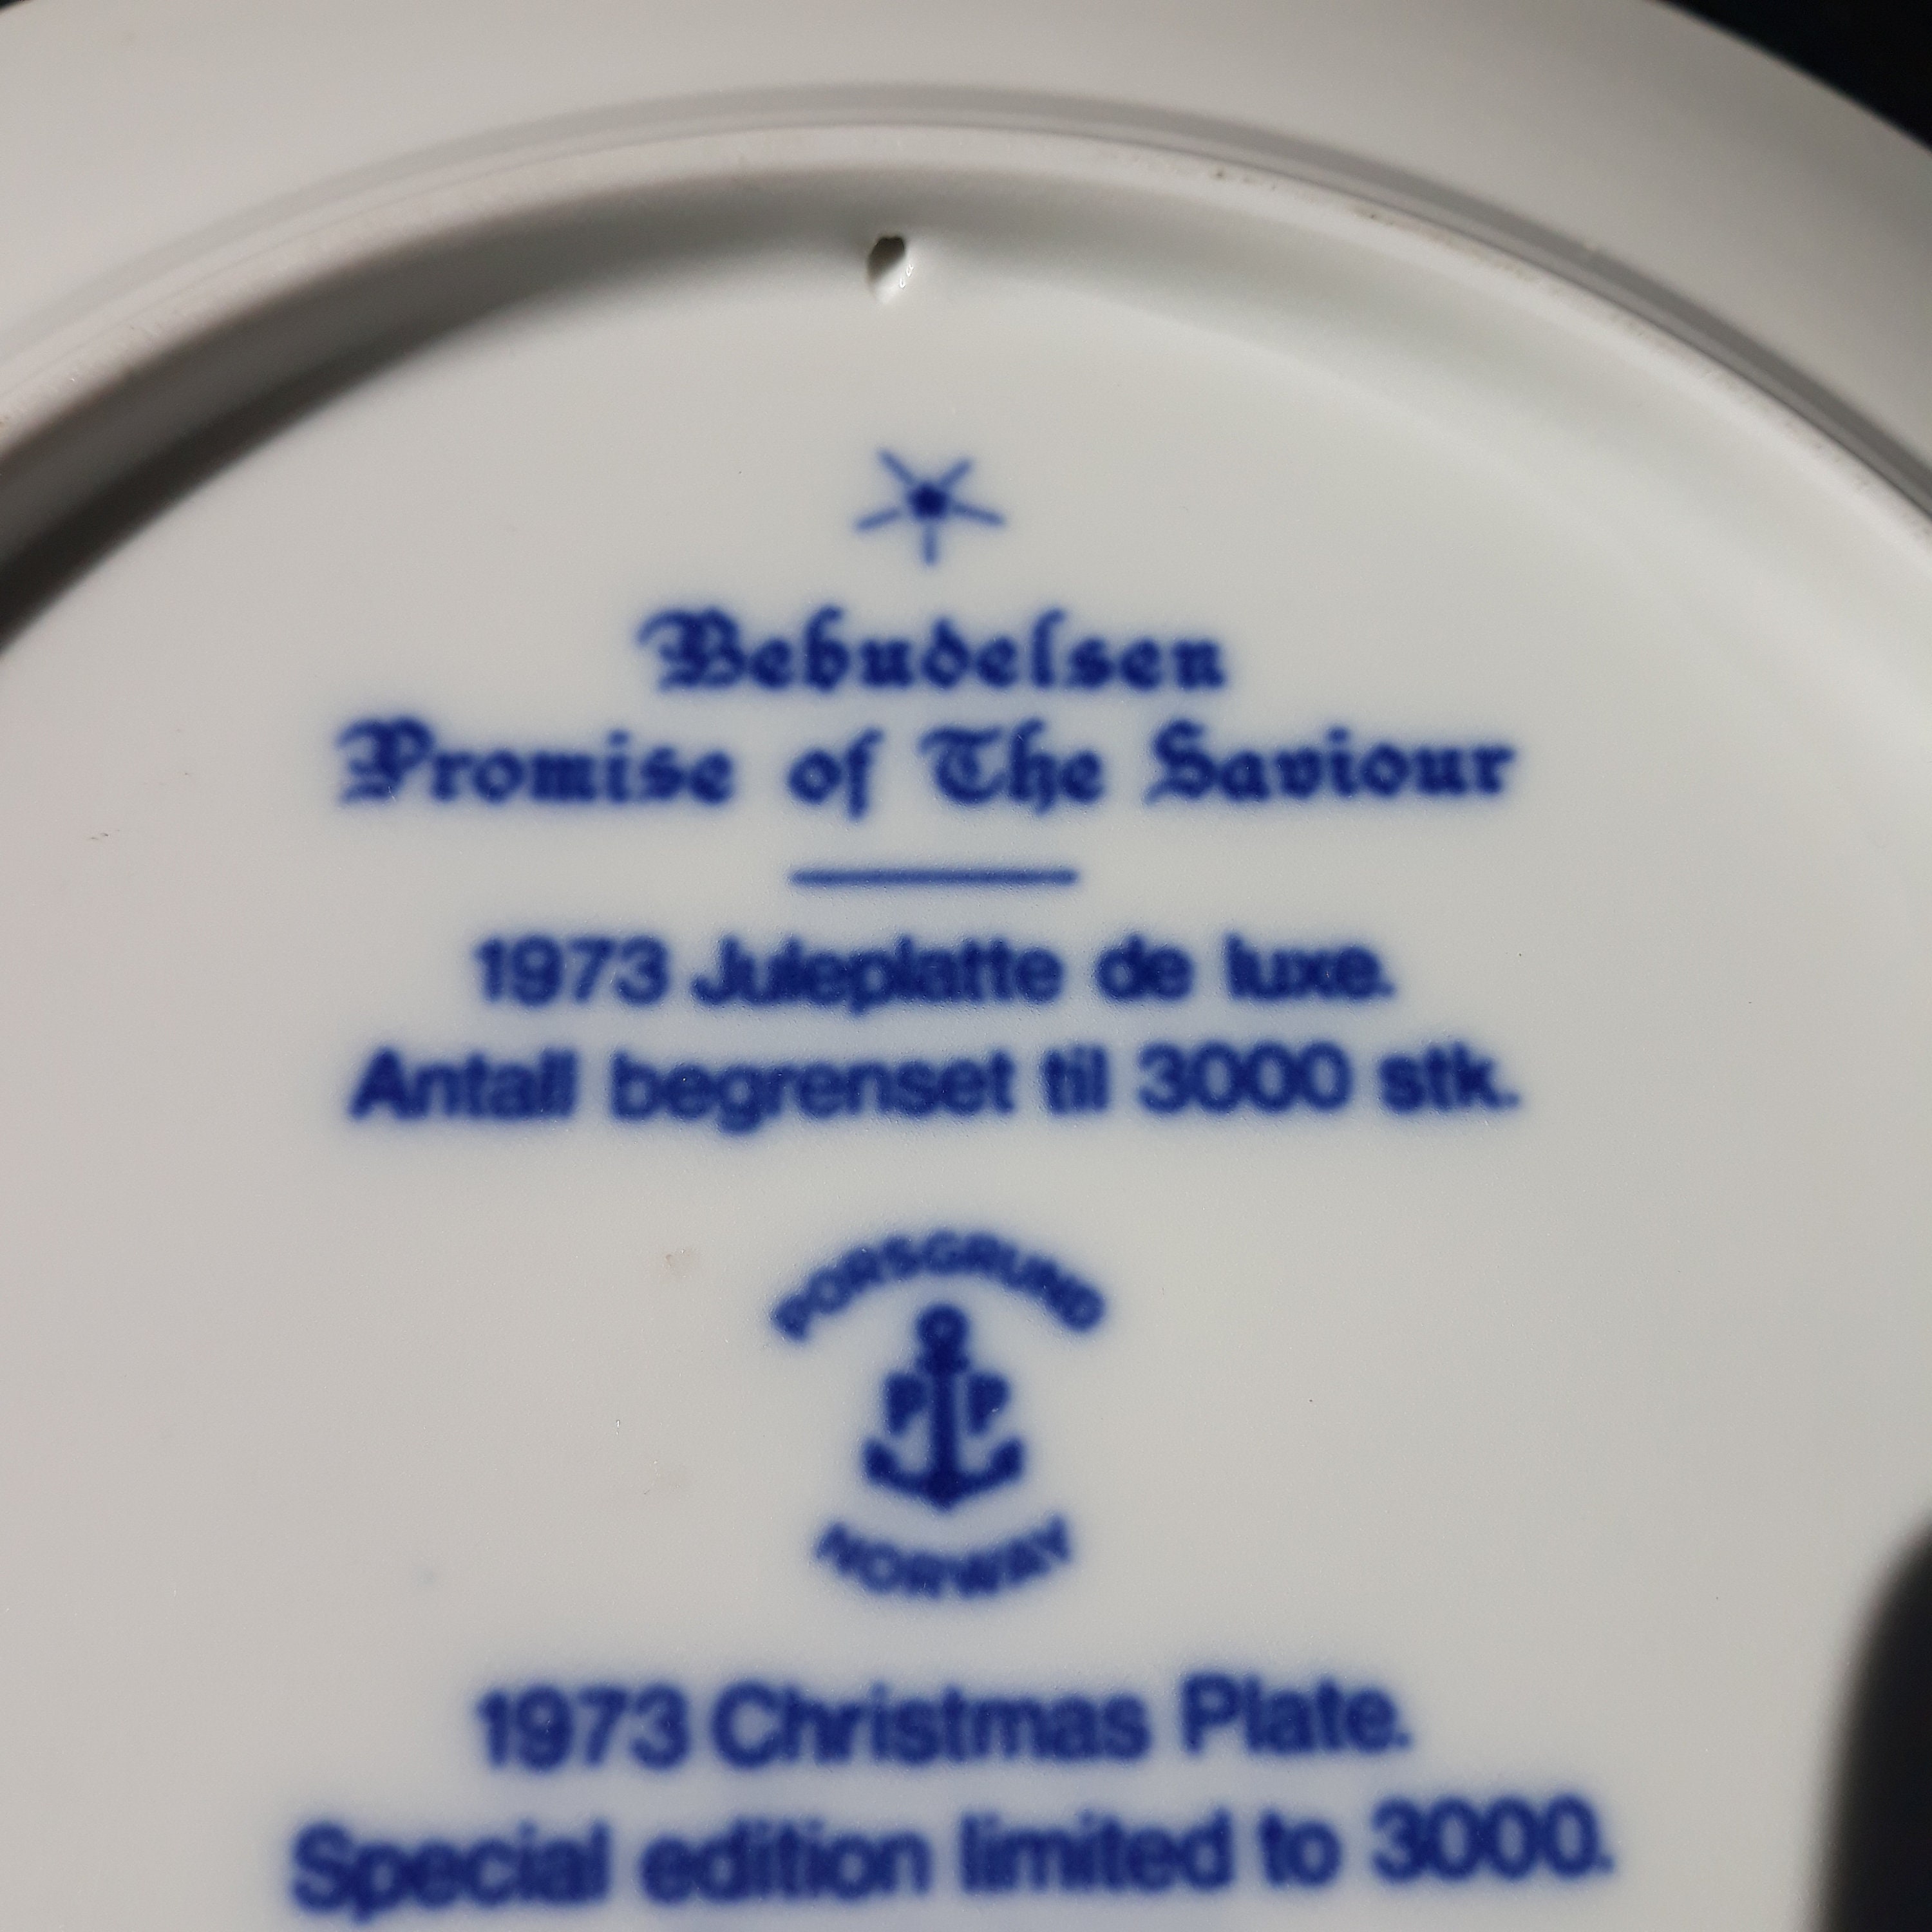 Bebudelsen
Promise of The Saviour
1973 Juleplatte de luxe.
Antall begrenset til 3000 stk.
PORSGRUND
P P
NORWAY
1973 Christmas Plate.
Special edition limited to 3000.